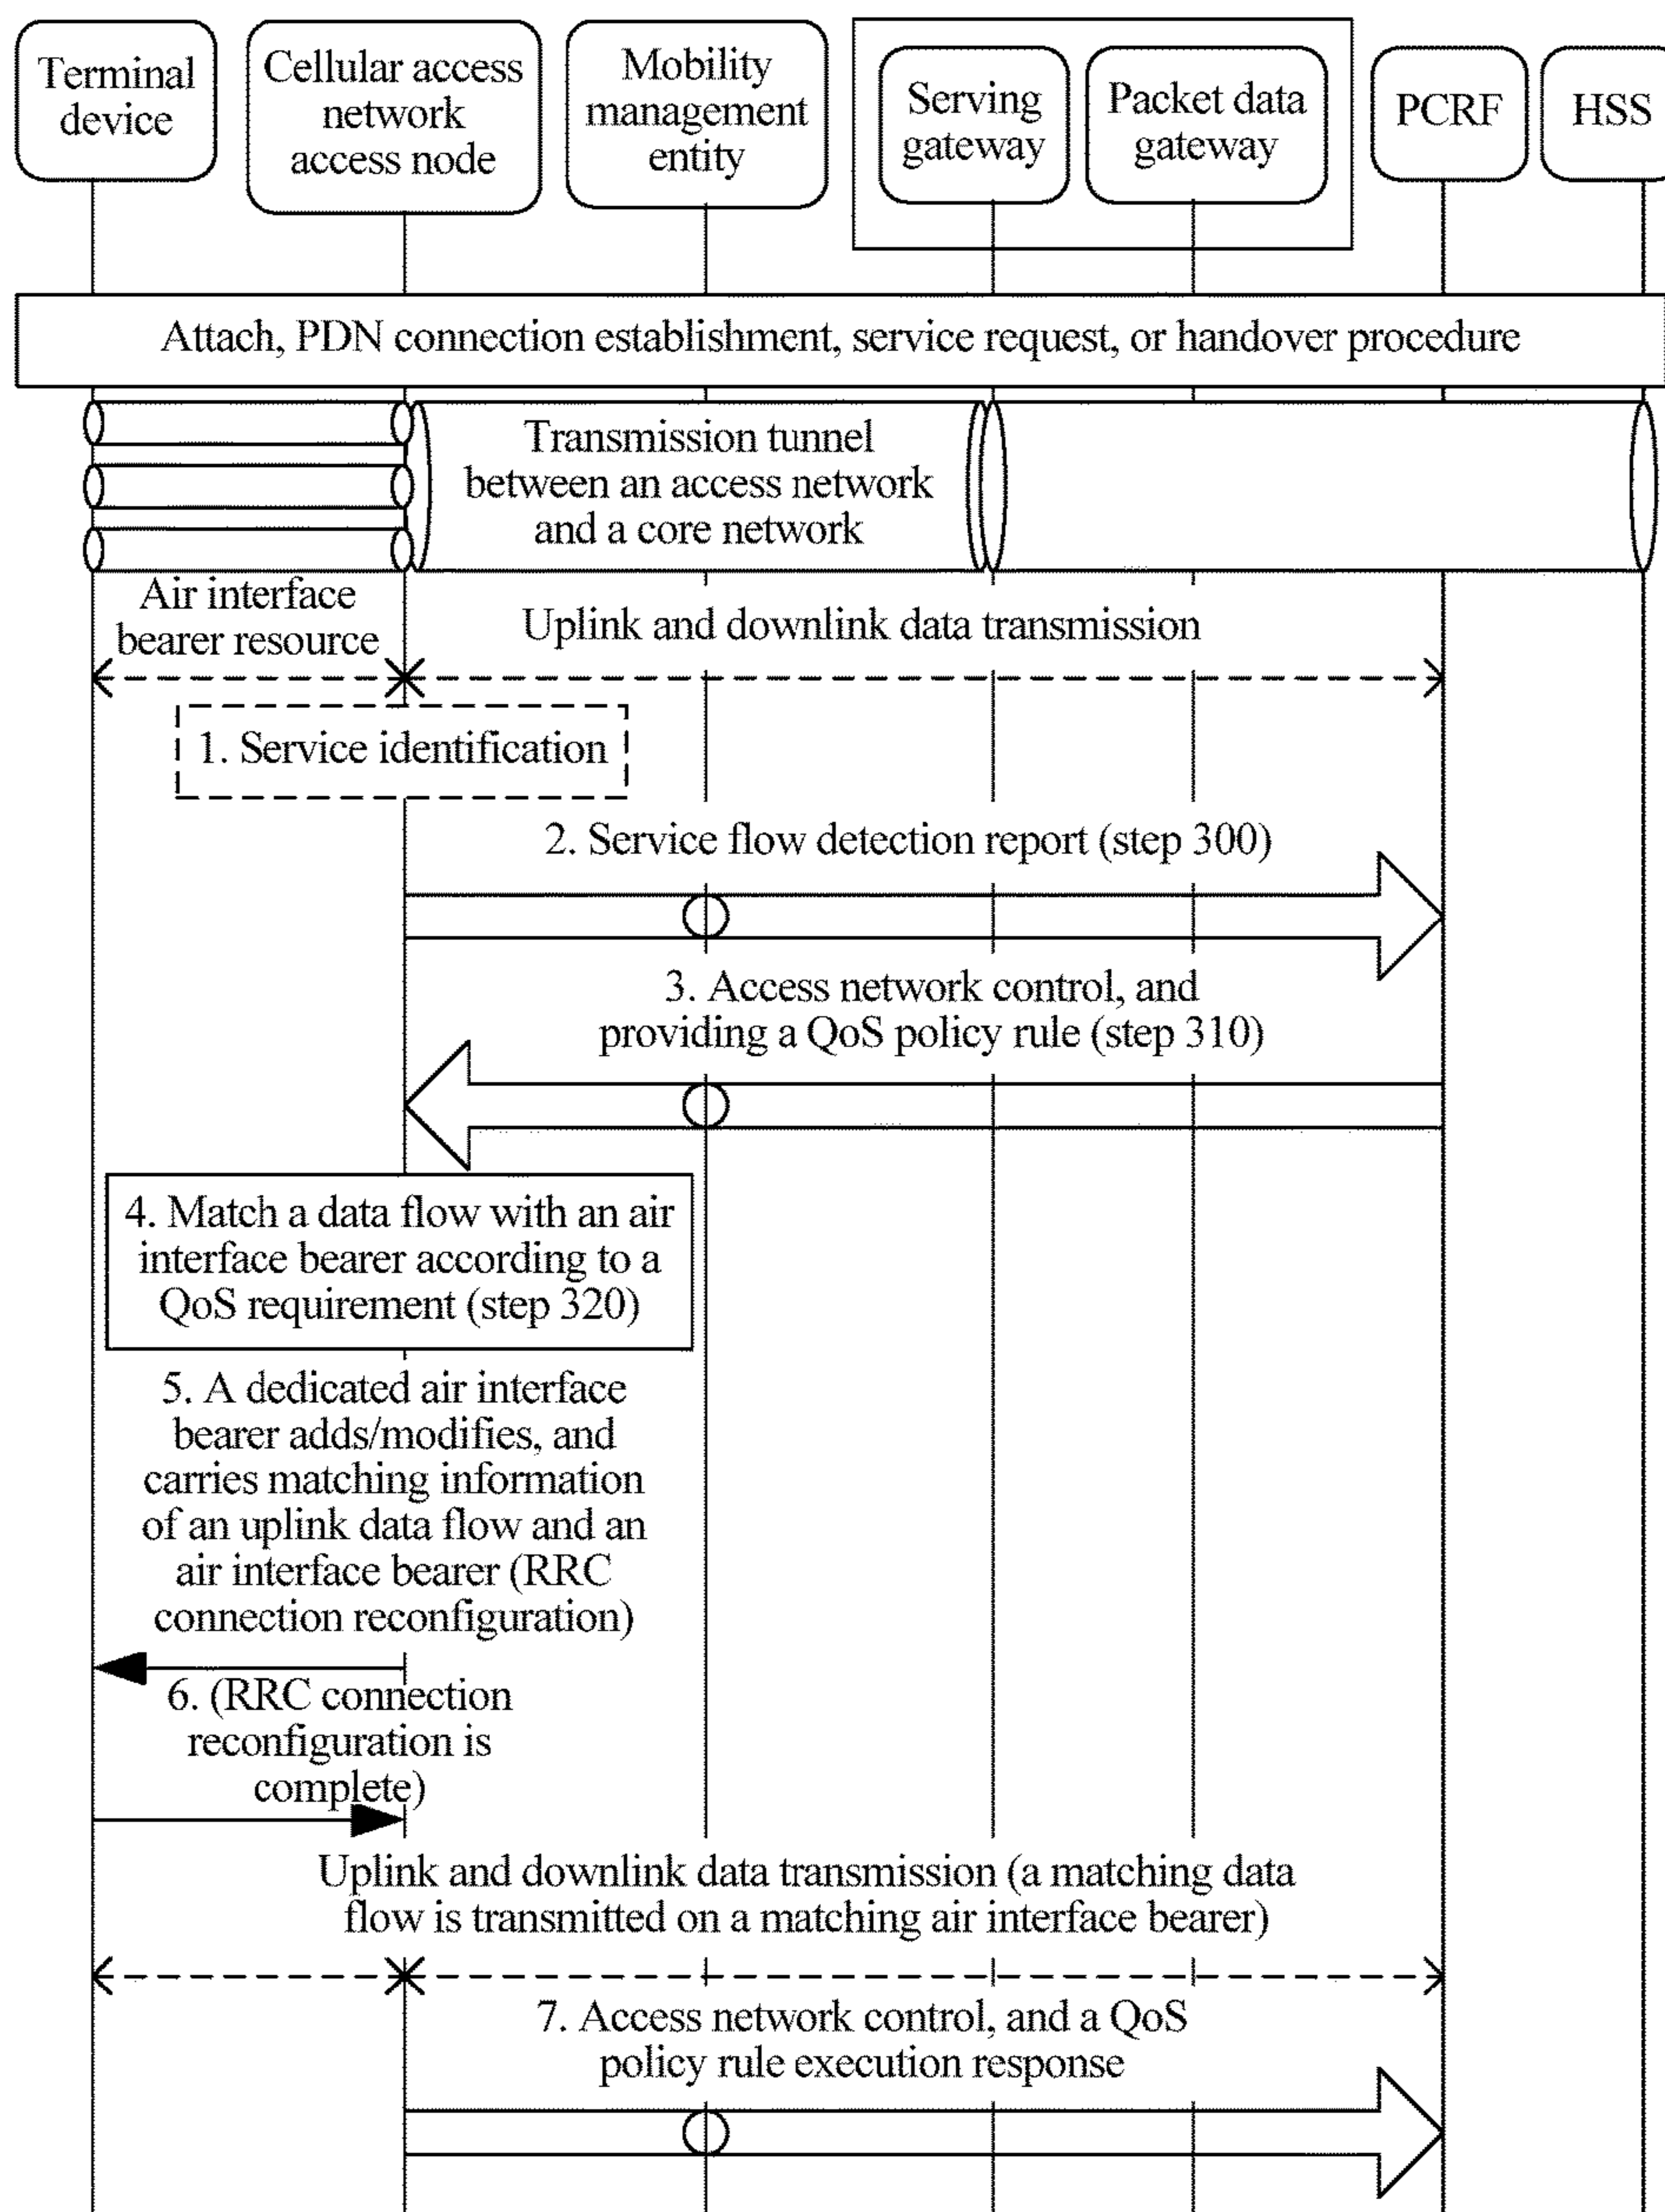 Terminal
device
Cellular access
network
access node
Mobility
management
entity
Serving
gateway
Packet data
gateway
PCRF
HSS
Attach, PDN connection establishment, service request, or handover procedure
Transmission tunnel
between an access network
and a core network
Air interface
bearer resource
Uplink and downlink data transmission
1. Service identification
2. Service flow detection report (step 300)
3. Access network control, and
providing a QoS policy rule (step 310)
4. Match a data flow with an air
interface bearer according to a
QoS requirement (step 320)
5. A dedicated air interface
bearer adds/modifies, and
carries matching information
of an uplink data flow and an
air interface bearer (RRC
connection reconfiguration)
6. (RRC connection
reconfiguration is
complete)
Uplink and downlink data transmission (a matching data
flow is transmitted on a matching air interface bearer)
7. Access network control, and a QoS
policy rule execution response